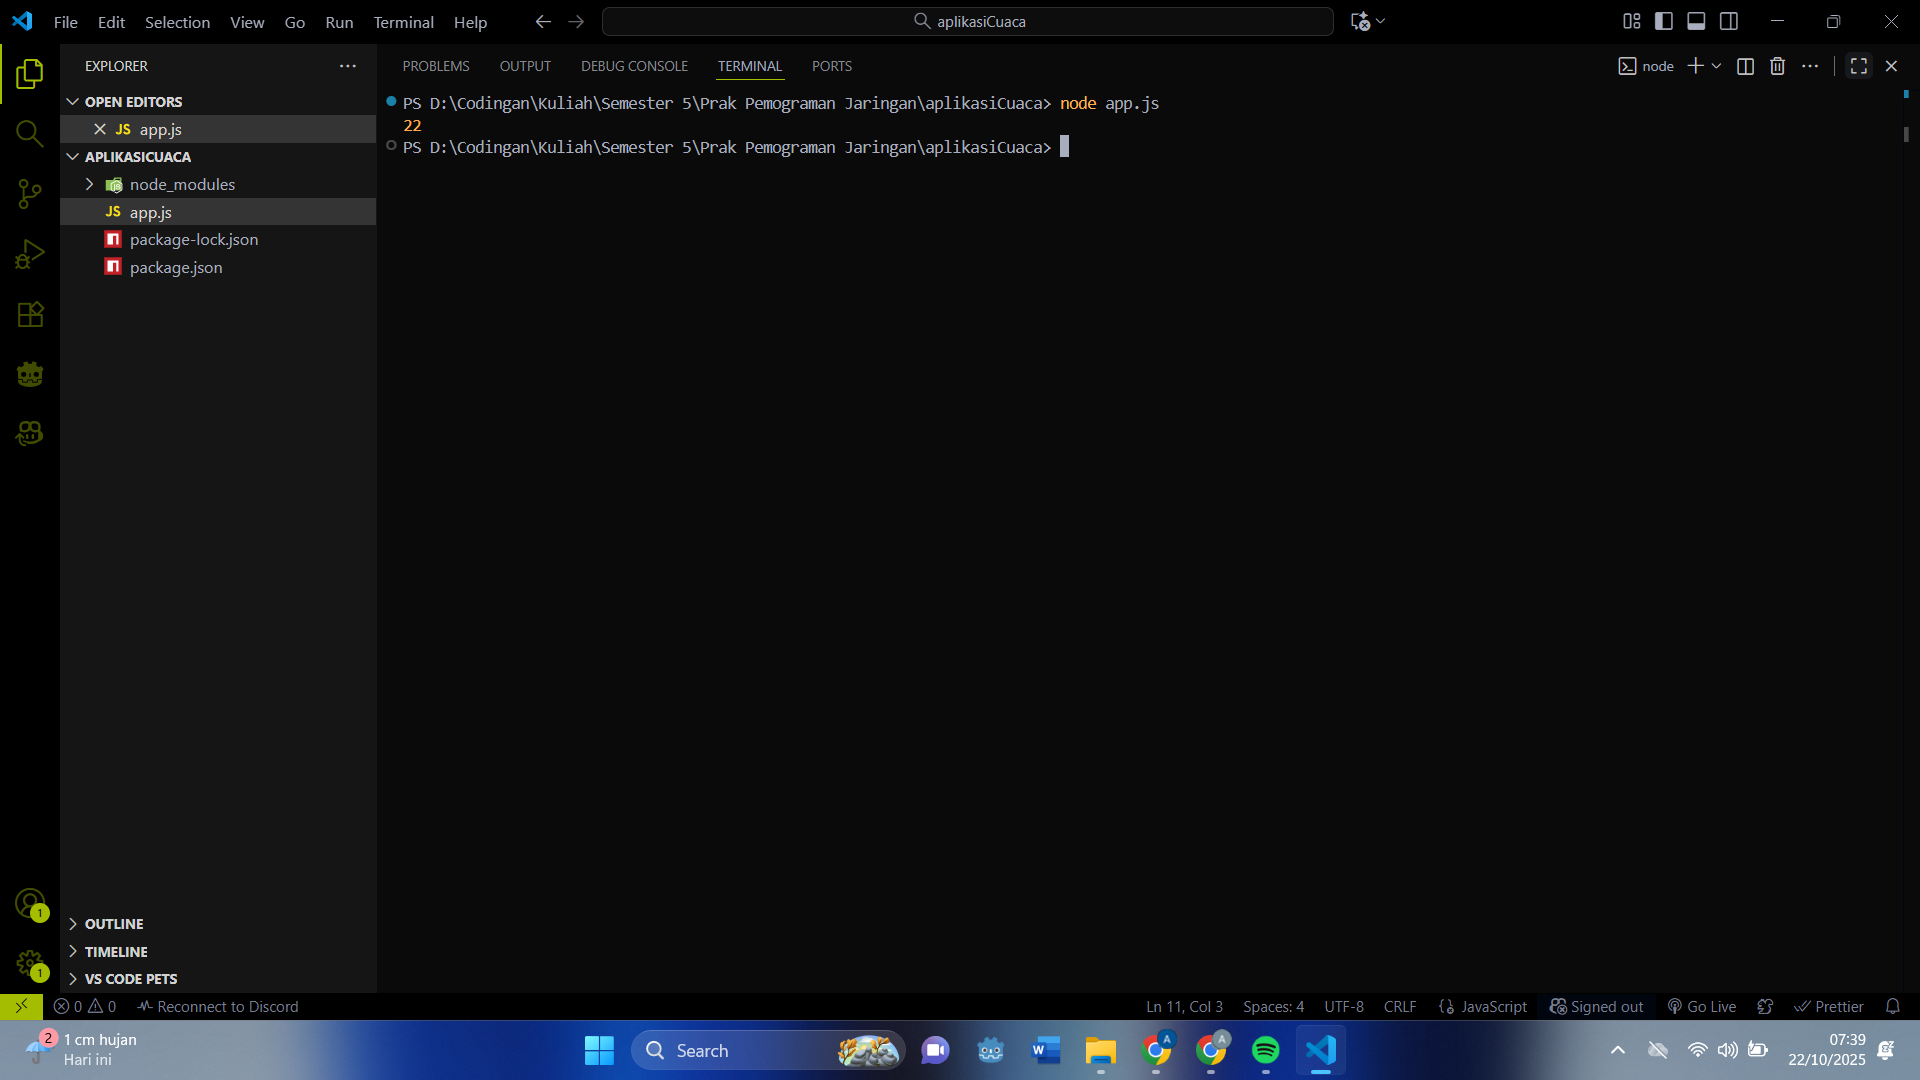 File Edit Selection View Go Run Terminal Help
aplikasiCuaca
EXPLORER
OPEN EDITORS
JS app.js
APLIKASICUACA
node_modules
JS app.js
package-lock.json
package.json
OUTLINE
TIMELINE
VS CODE PETS
PROBLEMS OUTPUT DEBUG CONSOLE TERMINAL PORTS
node
PS D:\Codingan\Kuliah\Semester 5\Prak Pemograman Jaringan\aplikasiCuaca> node app.js
22
PS D:\Codingan\Kuliah\Semester 5\Prak Pemograman Jaringan\aplikasiCuaca>
1
1
0 0 Reconnect to Discord
Ln 11, Col 3 Spaces: 4 UTF-8 CRLF {} JavaScript Signed out Go Live Prettier
2
1 cm hujan
Hari ini
Search
W
A
A
07:39
22/10/2025